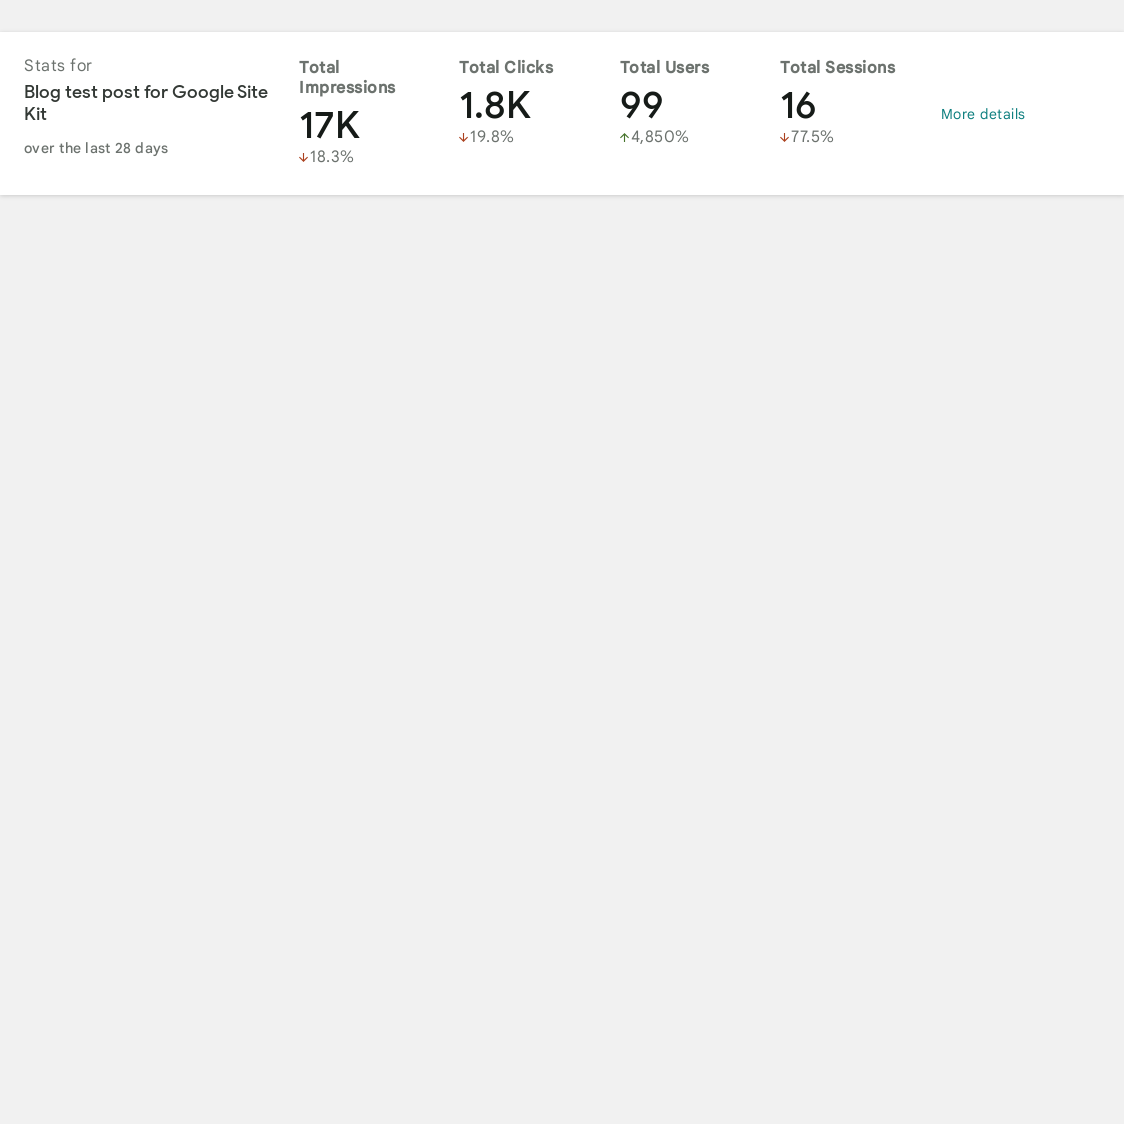 Stats for
Blog test post for Google Site
Kit
over the last 28 days
Total
Impressions
17K
↓18.3%
Total Clicks
1.8K
↓19.8%
Total Users
99
↑4,850%
Total Sessions
16
↓77.5%
More details